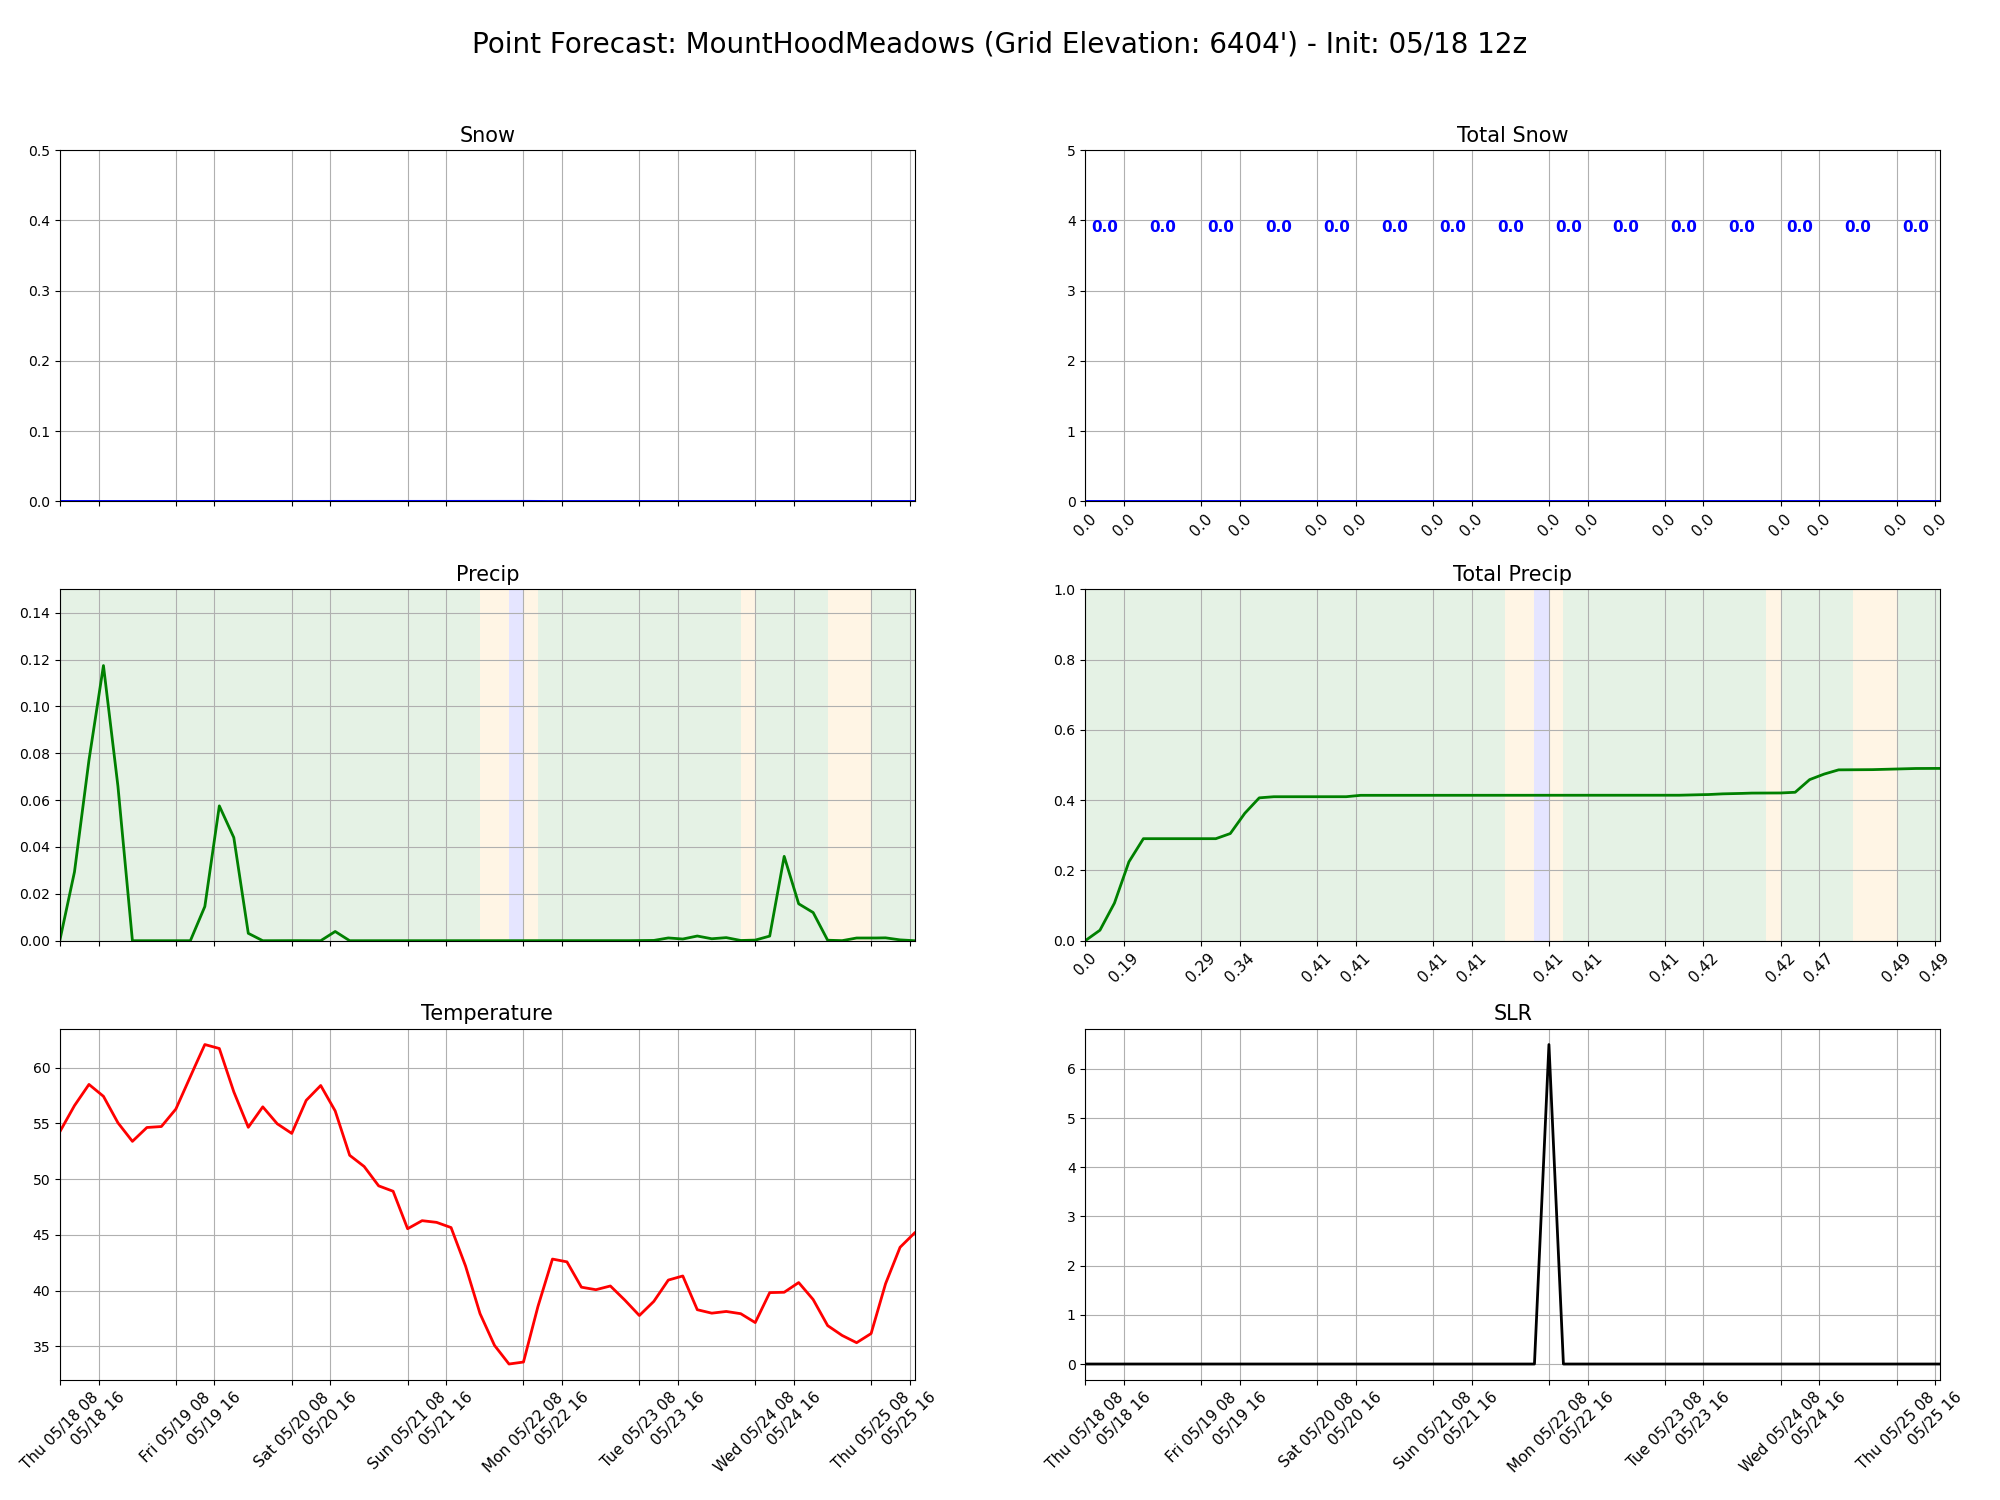 Point Forecast: MountHoodMeadows (Grid Elevation: 6404') - Init: 05/18 12z
Snow
0.5
0.4
0.3
0.2
0.1
0.0
Total Snow
5
4
3
2
1
0
0.0 0.0 0.0 0.0 0.0 0.0 0.0 0.0 0.0 0.0 0.0 0.0 0.0 0.0 0.0
0.0 0.0 0.0 0.0 0.0 0.0 0.0 0.0 0.0 0.0 0.0 0.0 0.0 0.0 0.0 0.0
Precip
0.14
0.12
0.10
0.08
0.06
0.04
0.02
0.00
Total Precip
1.0
0.8
0.6
0.4
0.2
0.0
0.0 0.19 0.29 0.34 0.41 0.41 0.41 0.41 0.41 0.41 0.41 0.42 0.42 0.47 0.49 0.49
Temperature
60
55
50
45
40
35
Thu 05/18 08
05/18 16
Fri 05/19 08
05/19 16
Sat 05/20 08
05/20 16
Sun 05/21 08
05/21 16
Mon 05/22 08
05/22 16
Tue 05/23 08
05/23 16
Wed 05/24 08
05/24 16
Thu 05/25 08
05/25 16
SLR
6
5
4
3
2
1
0
Thu 05/18 08
05/18 16
Fri 05/19 08
05/19 16
Sat 05/20 08
05/20 16
Sun 05/21 08
05/21 16
Mon 05/22 08
05/22 16
Tue 05/23 08
05/23 16
Wed 05/24 08
05/24 16
Thu 05/25 08
05/25 16